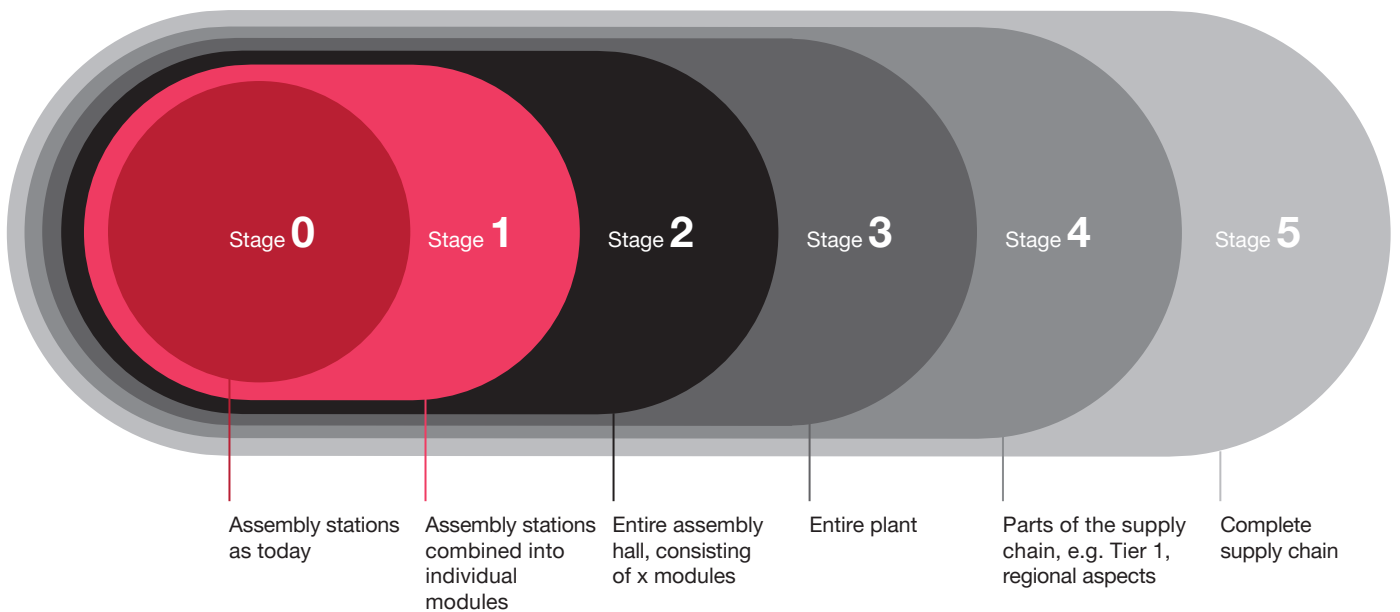 Stage 0
Stage 1
Stage 2
Stage 3
Stage 4
Stage 5
Assembly stations
as today
Assembly stations
combined into
individual
modules
Entire assembly
hall, consisting
of x modules
Entire plant
Parts of the supply
chain, e.g. Tier 1,
regional aspects
Complete
supply chain